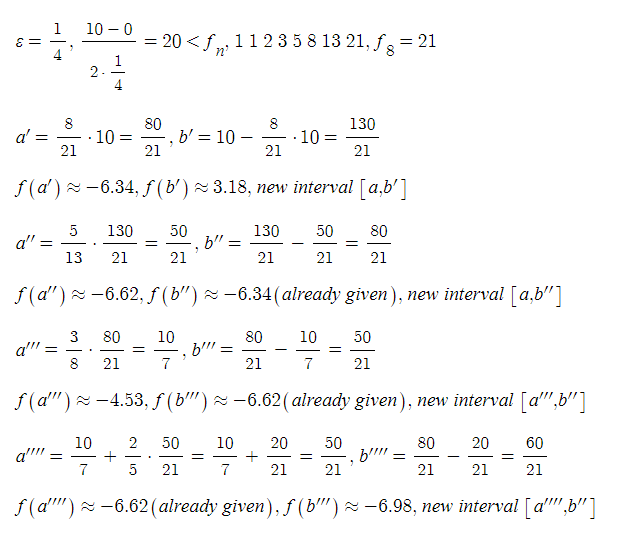 ε = 1/4, (10 − 0)/(2 · 1/4) = 20 < f_n, 1 1 2 3 5 8 13 21, f_8 = 21
a′ = 8/21 · 10 = 80/21, b′ = 10 − 8/21 · 10 = 130/21
f(a′) ≈ −6.34, f(b′) ≈ 3.18, new interval [a,b′]
a″ = 5/13 · 130/21 = 50/21, b″ = 130/21 − 50/21 = 80/21
f(a″) ≈ −6.62, f(b″) ≈ −6.34(already given), new interval [a,b″]
a‴ = 3/8 · 80/21 = 10/7, b‴ = 80/21 − 10/7 = 50/21
f(a‴) ≈ −4.53, f(b‴) ≈ −6.62(already given), new interval [a‴,b″]
a⁗ = 10/7 + 2/5 · 50/21 = 10/7 + 20/21 = 50/21, b⁗ = 80/21 − 20/21 = 60/21
f(a⁗) ≈ −6.62(already given), f(b‴) ≈ −6.98, new interval [a⁗,b″]